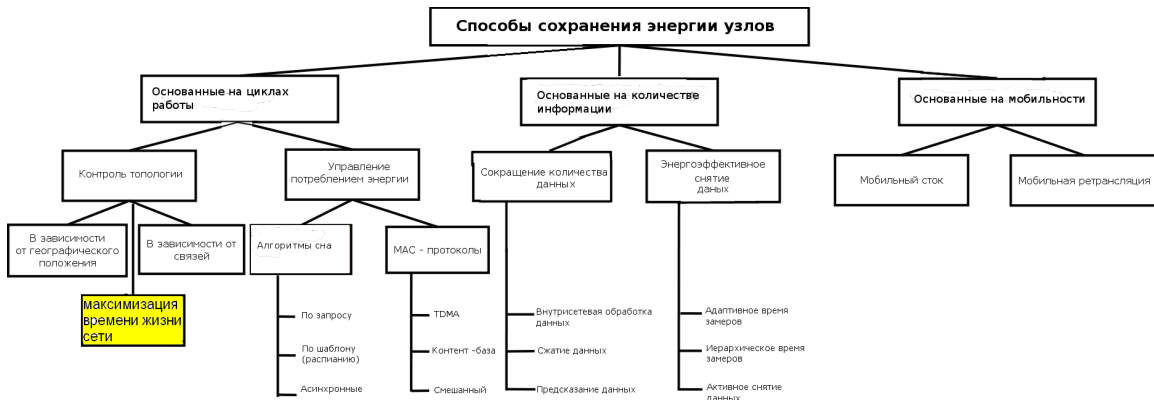 Способы сохранения энергии узлов
Основанные на циклах
работы
Основанные на количестве
информации
Основанные на мобильности
Контроль топологии
Управление
потреблением энергии
Сокращение количества
данных
Энергоэффективное
снятие
даных
Мобильный сток
Мобильная ретрансляция
В зависимости
от географического
положения
В зависимости от
связей
Алгоритмы сна
МАС - протоколы
максимизация
времени жизни
сети
По запросу
По шаблону
(распианию)
Асинхронные
TDMA
Контент -база
Смешанный
Внутрисетевая обработка
данных
Сжатие данных
Предсказание данных
Адаптивное время
замеров
Иерархическое время
замеров
Активное снятие
данных